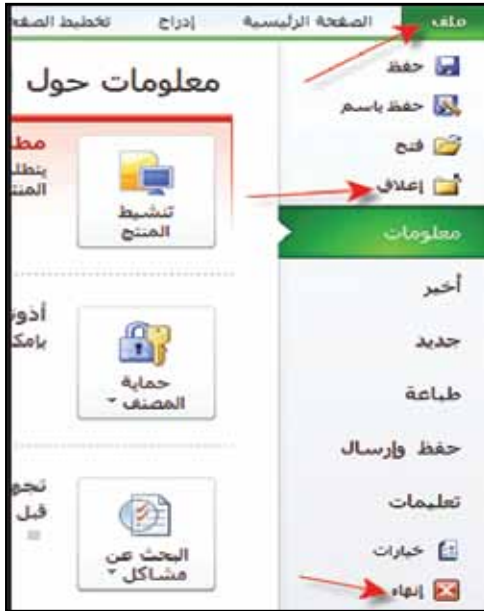 ملف الصفحة الرئيسية إدراج تخطيط
حفظ
حفظ باسم
فتح
إغلاق
معلومات
أخير
جديد
طباعة
حفظ وإرسال
تعليمات
خيارات
إنهاء
معلومات حول
تنشيط
المنتج
حماية
المصنف
البحث عن
مشاكل
قبل